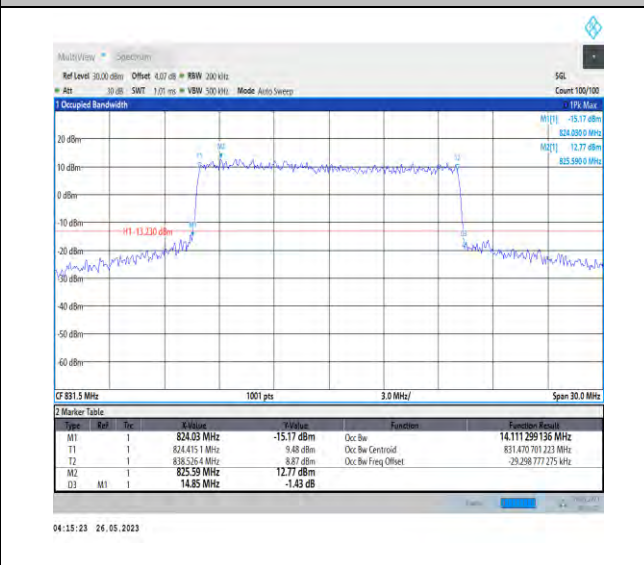 MultiView Spectrum
Ref Level 30.00 dBm Offset 4.07 dB RBW 200 kHz SGL
Att 30 dB SWT 1.01 ms VBW 500 kHz Mode Auto Sweep Count 100/100
1 Occupied Bandwidth 1Pk Max
M1[1] -15.17 dBm
824.0300 MHz
M2[1] 12.77 dBm
825.5900 MHz
20 dBm
M2
T1
T2
10 dBm
0 dBm
-10 dBm
M1
H1 -13.230 dBm
D3
-20 dBm
-30 dBm
-40 dBm
-50 dBm
-60 dBm
CF 831.5 MHz 1001 pts 3.0 MHz/ Span 30.0 MHz
2 Marker Table
Type Ref Trc X-Value Y-Value Function Function Result
M1 1 824.03 MHz -15.17 dBm Occ Bw 14.111 299 136 MHz
T1 1 824.415 1 MHz 9.48 dBm Occ Bw Centroid 831.470 701 223 MHz
T2 1 838.526 4 MHz 8.87 dBm Occ Bw Freq Offset -29.298 777 275 kHz
M2 1 825.59 MHz 12.77 dBm
D3 M1 1 14.85 MHz -1.43 dB
04:15:23 26.05.2023